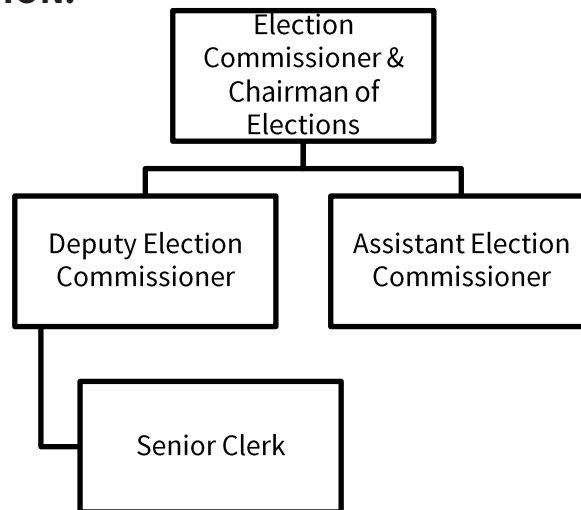 Election
Commissioner &
Chairman of
Elections
Deputy Election
Commissioner
Assistant Election
Commissioner
Senior Clerk